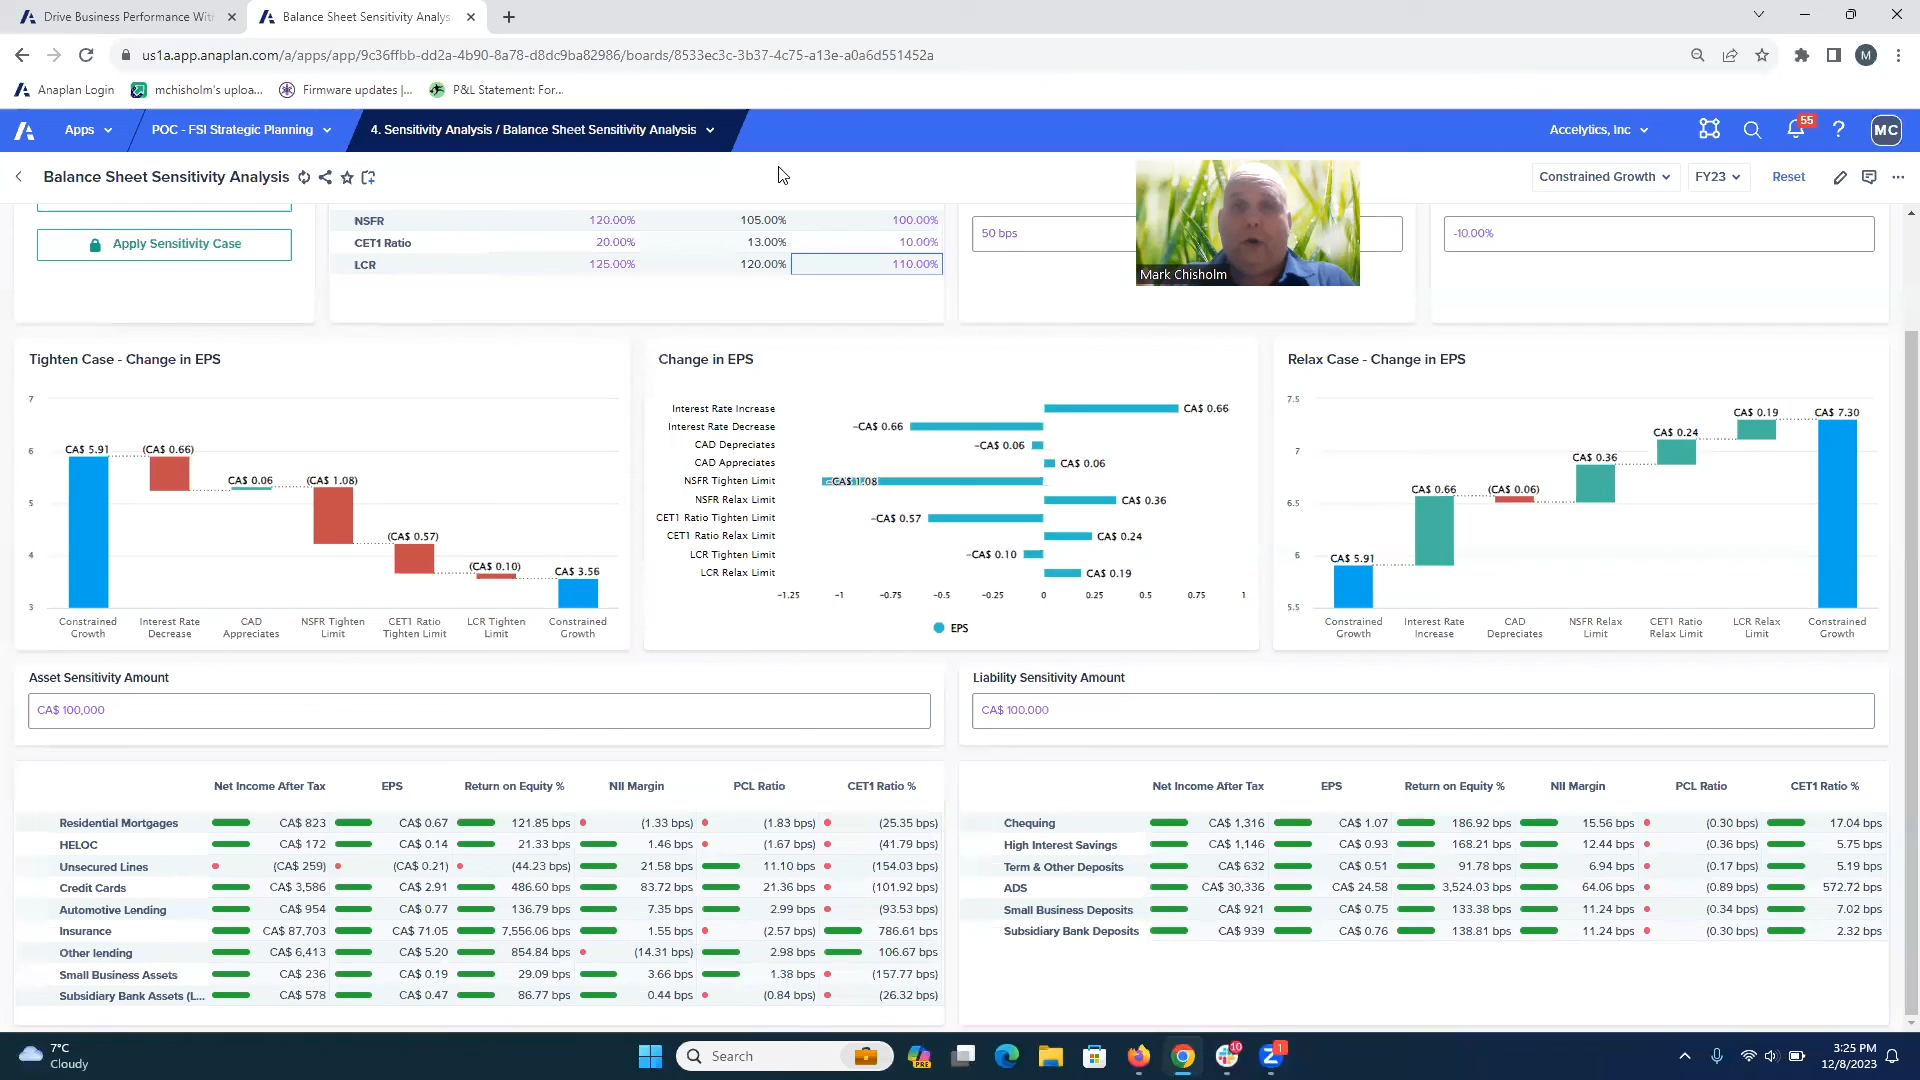 Drive Business Performance Wit
Balance Sheet Sensitivity Analys
us1a.app.anaplan.com/a/apps/app/9c36ffbb-dd2a-4b90-8a78-d8dc9ba82986/boards/8533ec3c-3b37-4c75-a13e-a0a6d551452a
M
Anaplan Login mchisholm's uploa... Firmware updates |... P&L Statement: For...
Apps POC - FSI Strategic Planning 4. Sensitivity Analysis / Balance Sheet Sensitivity Analysis Accelytics, Inc 55 ? MC
Balance Sheet Sensitivity Analysis Constrained Growth FY23 Reset
Apply Sensitivity Case
NSFR 120.00% 105.00% 100.00%
CET1 Ratio 20.00% 13.00% 10.00%
LCR 125.00% 120.00% 110.00%
50 bps
-10.00%
Mark Chisholm
Tighten Case - Change in EPS
7
6
5
4
3
CA$ 5.91
(CA$ 0.66)
CA$ 0.06
(CA$ 1.08)
(CA$ 0.57)
(CA$ 0.10)
CA$ 3.56
Constrained Growth
Interest Rate Decrease
CAD Appreciates
NSFR Tighten Limit
CET1 Ratio Tighten Limit
LCR Tighten Limit
Constrained Growth
Change in EPS
Interest Rate Increase CA$ 0.66
Interest Rate Decrease -CA$ 0.66
CAD Depreciates -CA$ 0.06
CAD Appreciates CA$ 0.06
NSFR Tighten Limit -CA$ 1.08
NSFR Relax Limit CA$ 0.36
CET1 Ratio Tighten Limit -CA$ 0.57
CET1 Ratio Relax Limit CA$ 0.24
LCR Tighten Limit -CA$ 0.10
LCR Relax Limit CA$ 0.19
-1.25 -1 -0.75 -0.5 -0.25 0 0.25 0.5 0.75 1
EPS
Relax Case - Change in EPS
7.5
7
6.5
6
5.5
CA$ 5.91
CA$ 0.66
(CA$ 0.06)
CA$ 0.36
CA$ 0.24
CA$ 0.19
CA$ 7.30
Constrained Growth
Interest Rate Increase
CAD Depreciates
NSFR Relax Limit
CET1 Ratio Relax Limit
LCR Relax Limit
Constrained Growth
Asset Sensitivity Amount
CA$ 100,000
Liability Sensitivity Amount
CA$ 100,000
Net Income After Tax EPS Return on Equity % NII Margin PCL Ratio CET1 Ratio %
Residential Mortgages CA$ 823 CA$ 0.67 121.85 bps (1.33 bps) (1.83 bps) (25.35 bps)
HELOC CA$ 172 CA$ 0.14 21.33 bps 1.46 bps (1.67 bps) (41.79 bps)
Unsecured Lines (CA$ 259) (CA$ 0.21) (44.23 bps) 21.58 bps 11.10 bps (154.03 bps)
Credit Cards CA$ 3,586 CA$ 2.91 486.60 bps 83.72 bps 21.36 bps (101.92 bps)
Automotive Lending CA$ 954 CA$ 0.77 136.79 bps 7.35 bps 2.99 bps (93.53 bps)
Insurance CA$ 87,703 CA$ 71.05 7,556.06 bps 1.55 bps (2.57 bps) 786.61 bps
Other lending CA$ 6,413 CA$ 5.20 854.84 bps (14.31 bps) 2.98 bps 106.67 bps
Small Business Assets CA$ 236 CA$ 0.19 29.09 bps 3.66 bps 1.38 bps (157.77 bps)
Subsidiary Bank Assets (L... CA$ 578 CA$ 0.47 86.77 bps 0.44 bps (0.84 bps) (26.32 bps)
Net Income After Tax EPS Return on Equity % NII Margin PCL Ratio CET1 Ratio %
Chequing CA$ 1,316 CA$ 1.07 186.92 bps 15.56 bps (0.30 bps) 17.04 bps
High Interest Savings CA$ 1,146 CA$ 0.93 168.21 bps 12.44 bps (0.36 bps) 5.75 bps
Term & Other Deposits CA$ 632 CA$ 0.51 91.78 bps 6.94 bps (0.17 bps) 5.19 bps
ADS CA$ 30,336 CA$ 24.58 3,524.03 bps 64.06 bps (0.89 bps) 572.72 bps
Small Business Deposits CA$ 921 CA$ 0.75 133.38 bps 11.24 bps (0.34 bps) 7.02 bps
Subsidiary Bank Deposits CA$ 939 CA$ 0.76 138.81 bps 11.24 bps (0.30 bps) 2.32 bps
7°C
Cloudy
Search
PRE
10
1
3:25 PM
12/8/2023